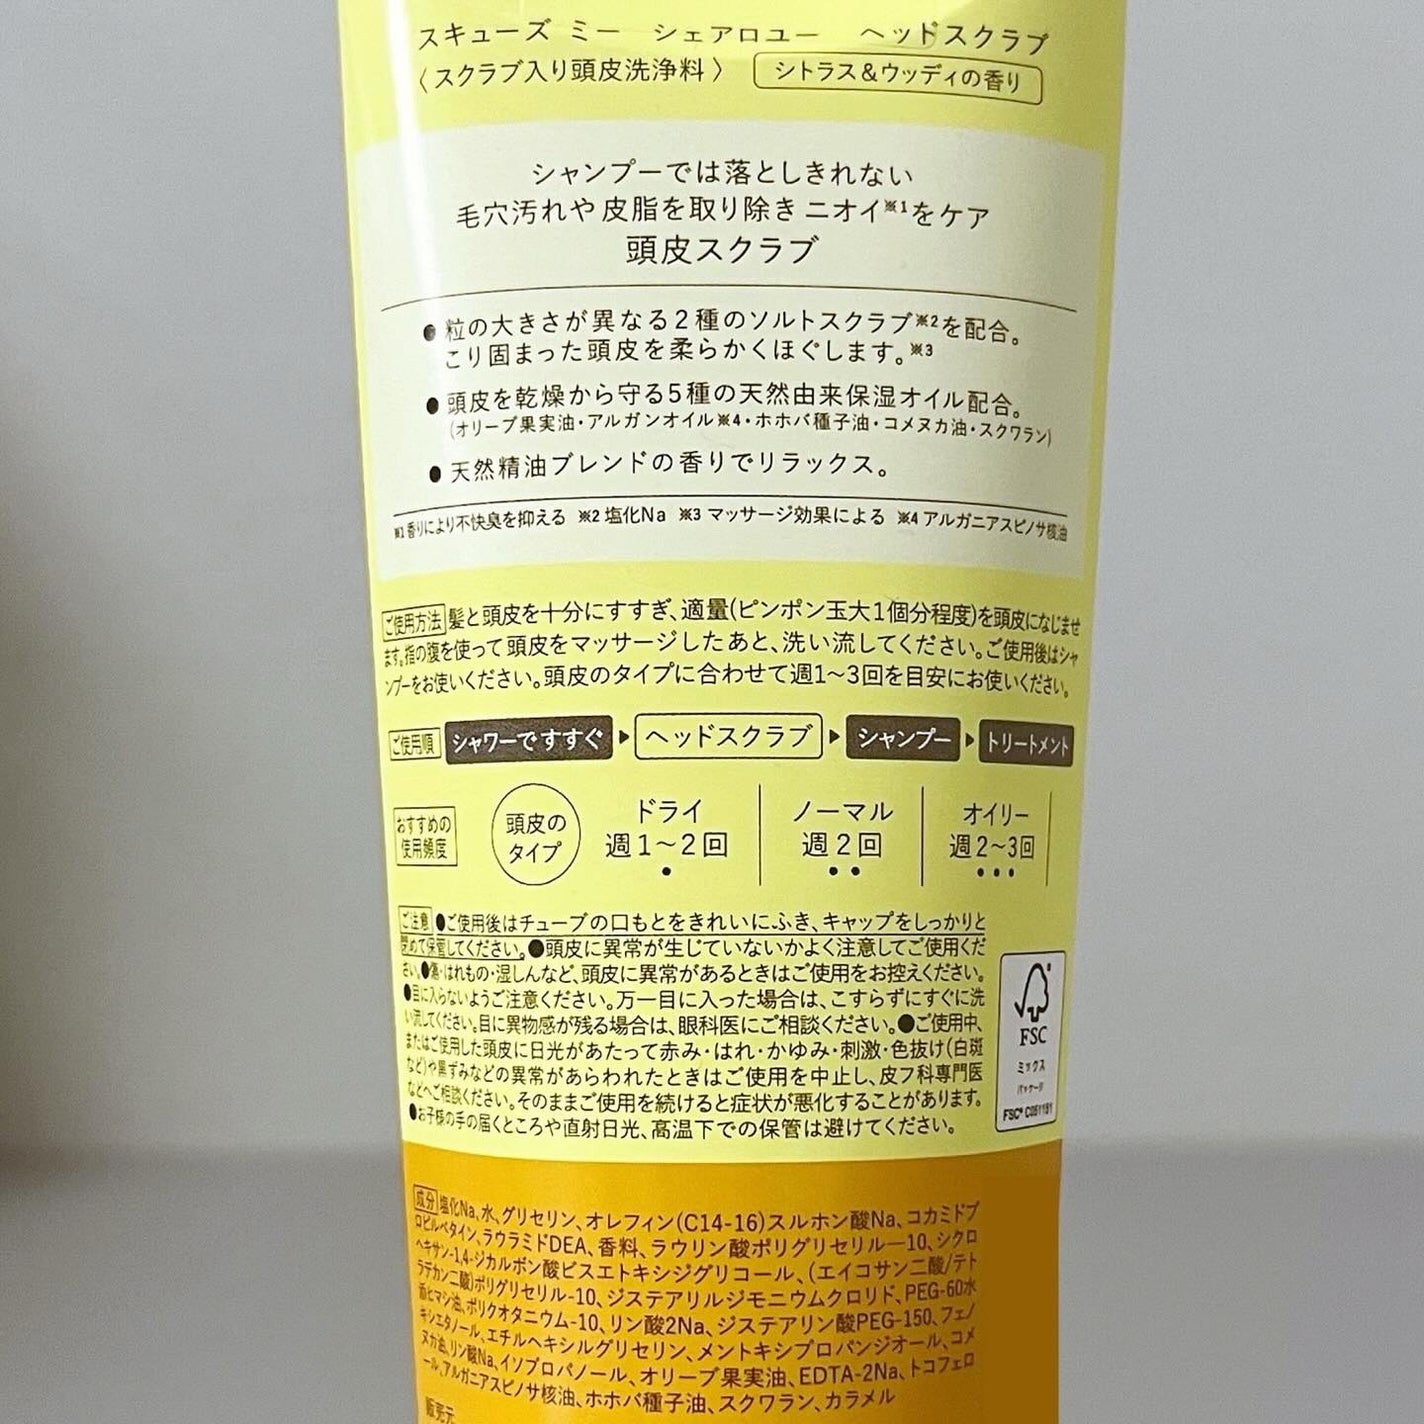 スキューズ ミー シェアロユー ヘッドスクラブ
〈スクラブ入り頭皮洗浄料〉 シトラス&ウッディの香り
シャンプーでは落としきれない
毛穴汚れや皮脂を取り除きニオイ※1をケア
頭皮スクラブ
●粒の大きさが異なる2種のソルトスクラブ※2を配合。
こり固まった頭皮を柔らかくほぐします。※3
●頭皮を乾燥から守る5種の天然由来保湿オイル配合。
(オリーブ果実油・アルガンオイル※4・ホホバ種子油・コメヌカ油・スクワラン)
●天然精油ブレンドの香りでリラックス。
※1 香りにより不快臭を抑える ※2 塩化Na ※3 マッサージ効果による ※4 アルガニアスピノサ核油
ご使用方法 髪と頭皮を十分にすすぎ、適量(ピンポン玉大1個分程度)を頭皮になじませ
ます。指の腹を使って頭皮をマッサージしたあと、洗い流してください。ご使用後はシャ
ンプーをお使いください。頭皮のタイプに合わせて週1~3回を目安にお使いください。
ご使用順 シャワーですすぐ ▶ ヘッドスクラブ ▶ シャンプー ▶ トリートメント
おすすめの
使用頻度
頭皮の
タイプ
ドライ
週1~2回
●
ノーマル
週2回
●●
オイリー
週2~3回
●●●
ご注意 ●ご使用後はチューブの口もとをきれいにふき、キャップをしっかりと
閉めて保管してください。●頭皮に異常が生じていないかよく注意してご使用くだ
さい。●傷・はれもの・湿しんなど、頭皮に異常があるときはご使用をお控えください。
●目に入らないようご注意ください。万一目に入った場合は、こすらずにすぐに洗
い流してください。目に異物感が残る場合は、眼科医にご相談ください。●ご使用中、
またはご使用した頭皮に日光があたって赤み・はれ・かゆみ・刺激・色抜け(白斑
など)や黒ずみなどの異常があらわれたときはご使用を中止し、皮フ科専門医
などへご相談ください。そのままご使用を続けると症状が悪化することがあります。
●お子様の手の届くところや直射日光、高温下での保管は避けてください。
FSC
ミックス
パッケージ
FSC® C051151
成分 塩化Na、水、グリセリン、オレフィン(C14-16)スルホン酸Na、コカミドプ
ロピルベタイン、ラウラミドDEA、香料、ラウリン酸ポリグリセリル-10、シクロ
ヘキサン-1,4-ジカルボン酸ビスエトキシジグリコール、(エイコサン二酸/テト
ラデカン二酸)ポリグリセリル-10、ジステアリルジモニウムクロリド、PEG-60水
添ヒマシ油、ポリクオタニウム-10、リン酸2Na、ジステアリン酸PEG-150、フェノ
キシエタノール、エチルヘキシルグリセリン、メントキシプロパンジオール、コメ
ヌカ油、リン酸Na、イソプロパノール、オリーブ果実油、EDTA-2Na、トコフェロ
ール、アルガニアスピノサ核油、ホホバ種子油、スクワラン、カラメル
販売元